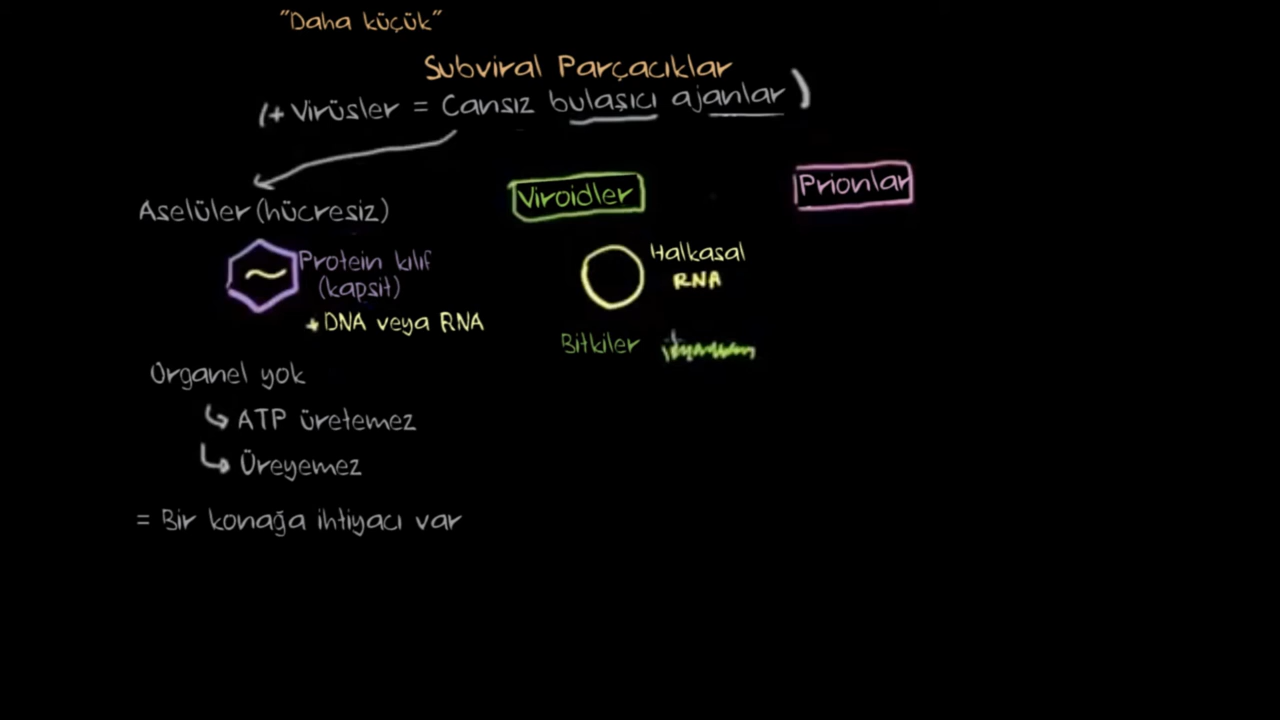 "Daha küçük"
Subviral Parçacıklar
(+ Virüsler = Cansız bulaşıcı ajanlar)
Aselüler (hücresiz)
Protein kılıf
(kapsit)
+ DNA veya RNA
Organel yok
↳ ATP üretemez
↳ Üreyemez
= Bir konağa ihtiyacı var
Viroidler
Halkasal
RNA
Bitkiler
Prionlar